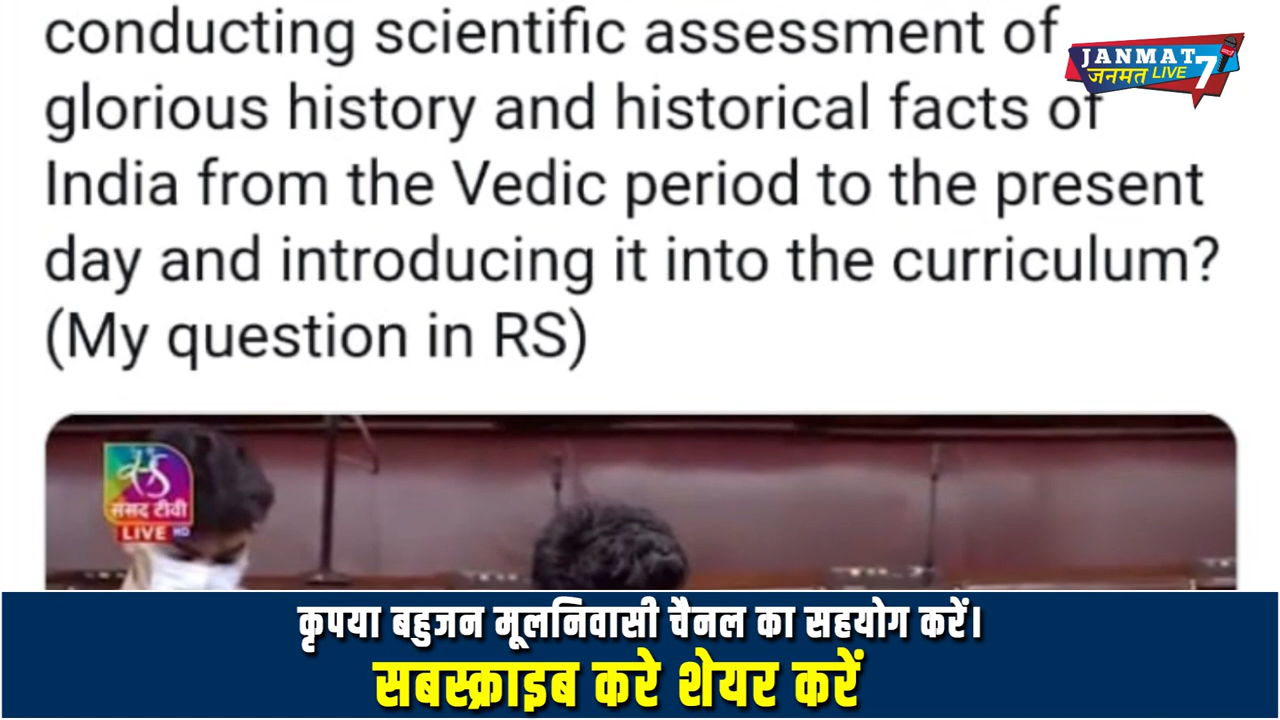 conducting scientific assessment of
glorious history and historical facts of
India from the Vedic period to the present
day and introducing it into the curriculum?
(My question in RS)
JANMAT 7
जनमत LIVE
संसद टीवी
LIVE HD
कृपया बहुजन मूलनिवासी चैनल का सहयोग करें।
सबस्क्राइब करे शेयर करें